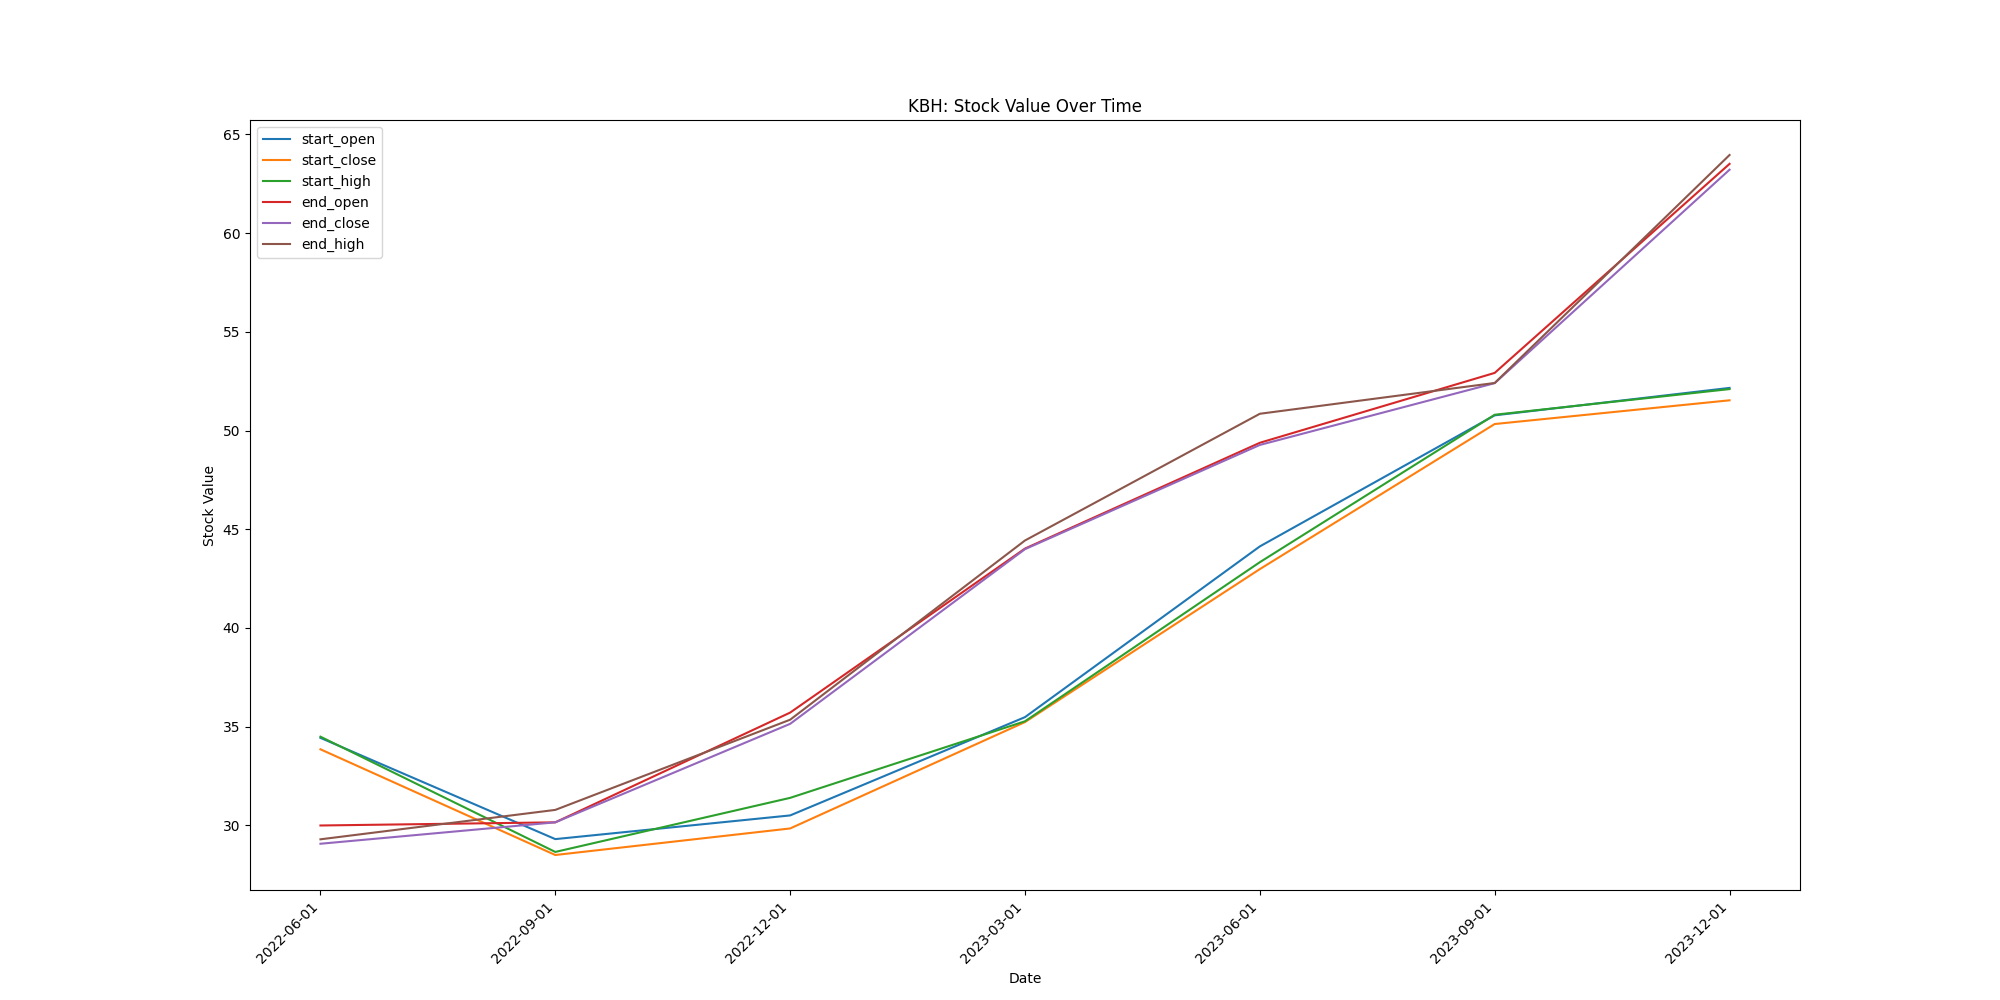 KBH: Stock Value Over Time
start_open
start_close
start_high
end_open
end_close
end_high
65
60
55
50
45
40
35
30
Stock Value
2022-06-01
2022-09-01
2022-12-01
2023-03-01
2023-06-01
2023-09-01
2023-12-01
Date